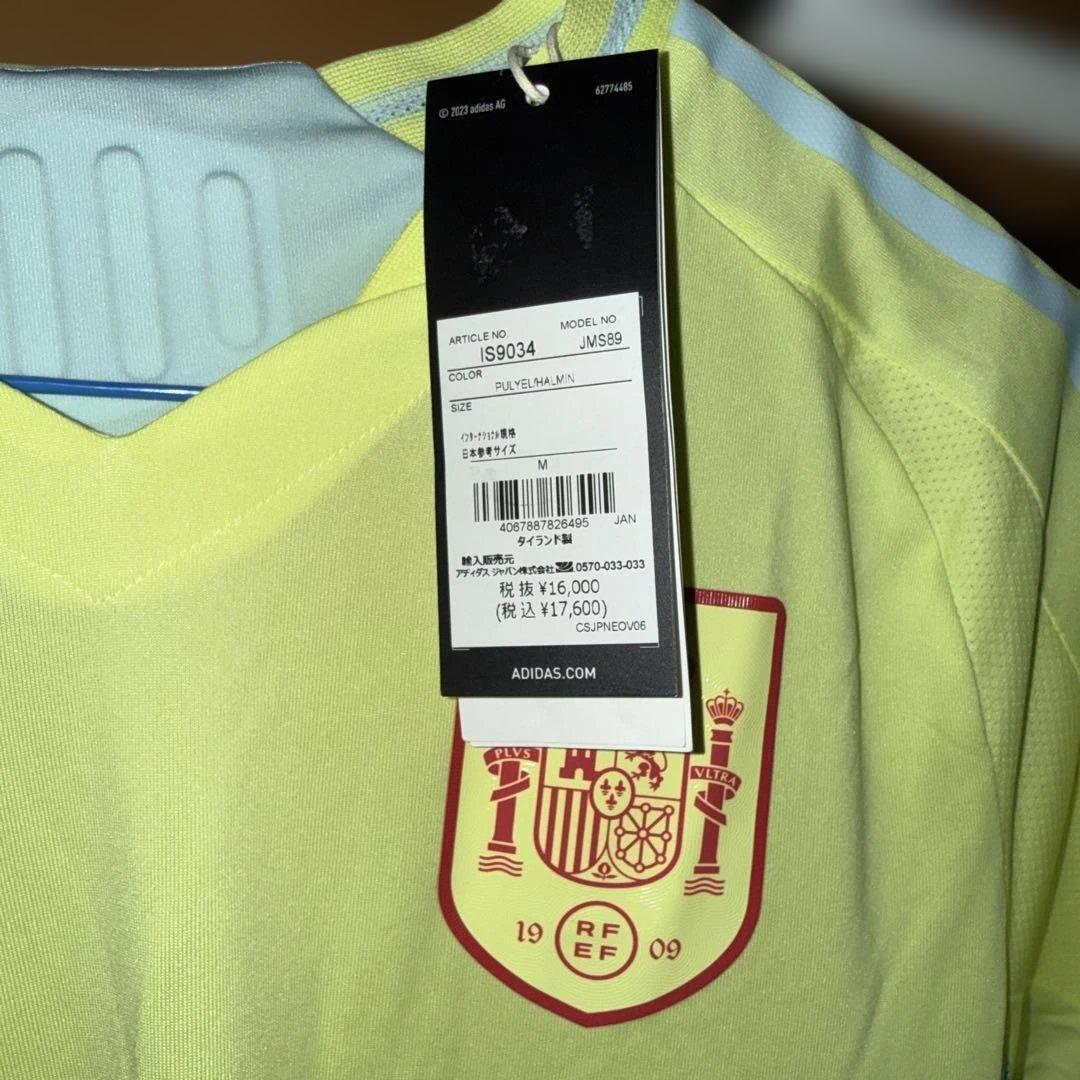 © 2023 adidas AG
62774485
ARTICLE NO.
MODEL NO
IS9034
JMS89
COLOR
PULYEL/HALMIN
SIZE
インターナショナル規格
日本参考サイズ
M
4067887826495
JAN
タイランド製
輸入販売元
アディダス ジャパン株式会社 0570-033-033
税抜 ¥16,000
(税込 ¥17,600)
CSJPNEOV06
ADIDAS.COM
PLVS
VLTRA
19 RF 09
EF